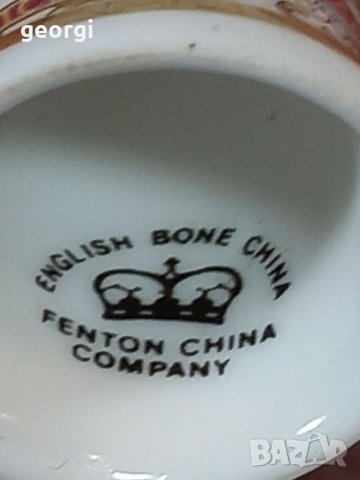 georgi
ENGLISH BONE CHINA
FENTON CHINA
COMPANY
BAZAR